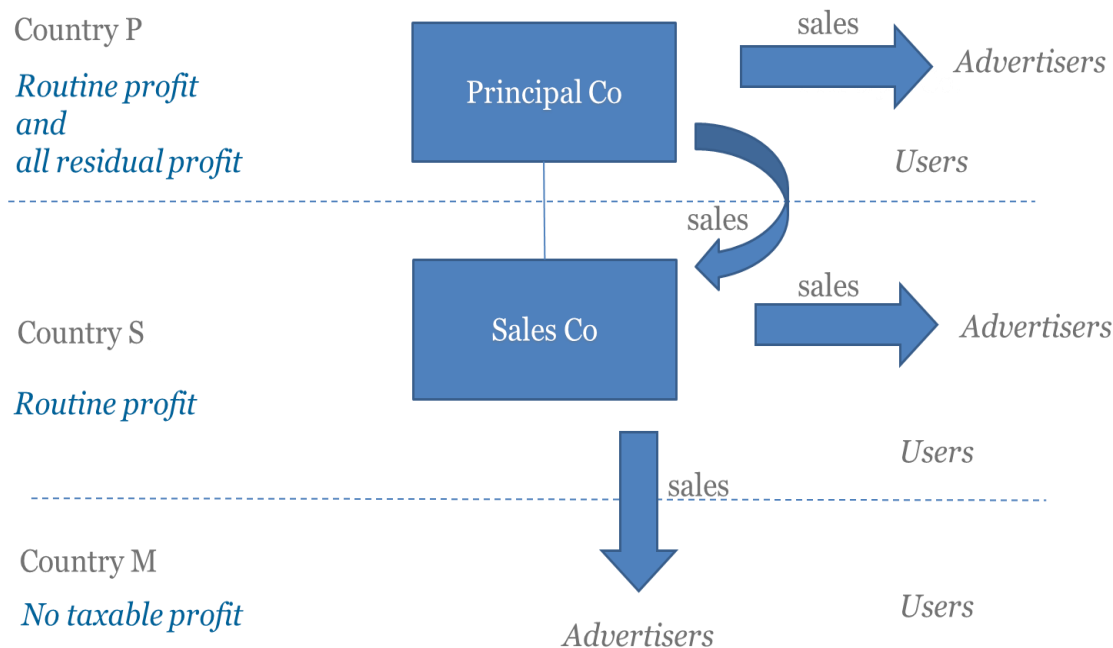 Country P
Routine profit
and
all residual profit
Principal Co
sales
Advertisers
Users
sales
Country S
Routine profit
Sales Co
sales
Advertisers
Users
sales
Country M
No taxable profit
Advertisers
Users